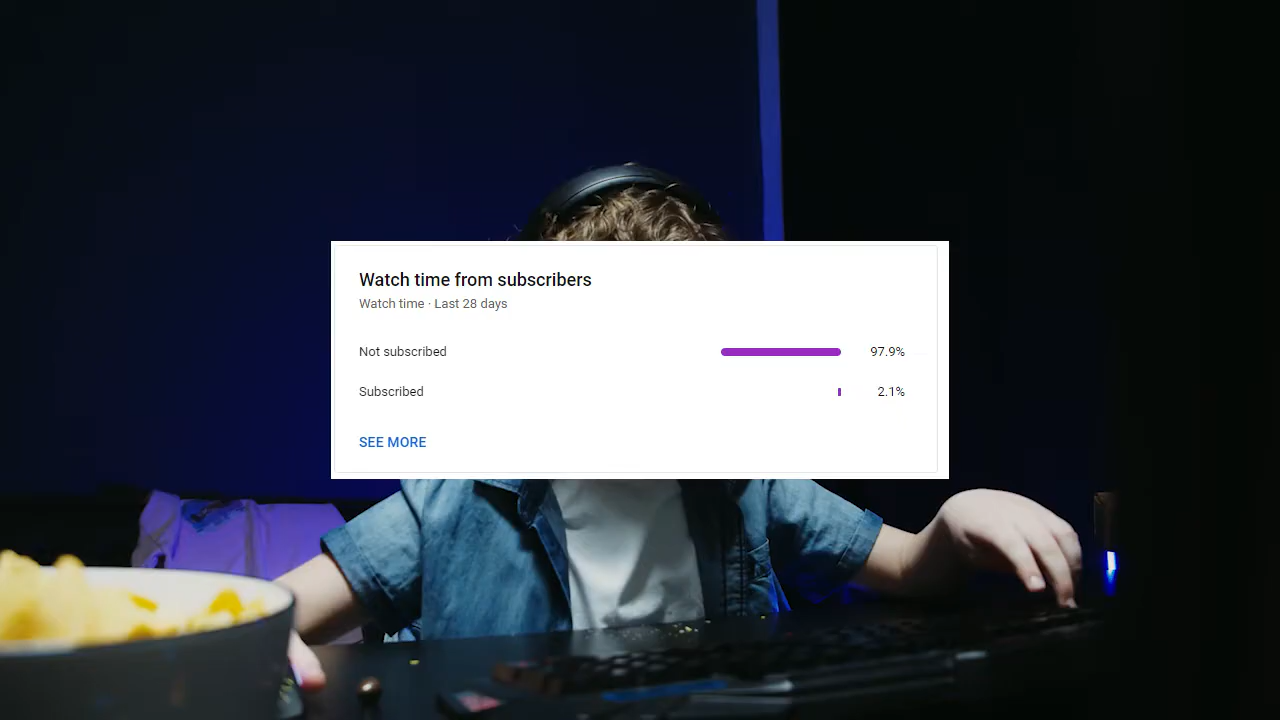 Watch time from subscribers
Watch time · Last 28 days
Not subscribed 97.9%
Subscribed 2.1%
SEE MORE